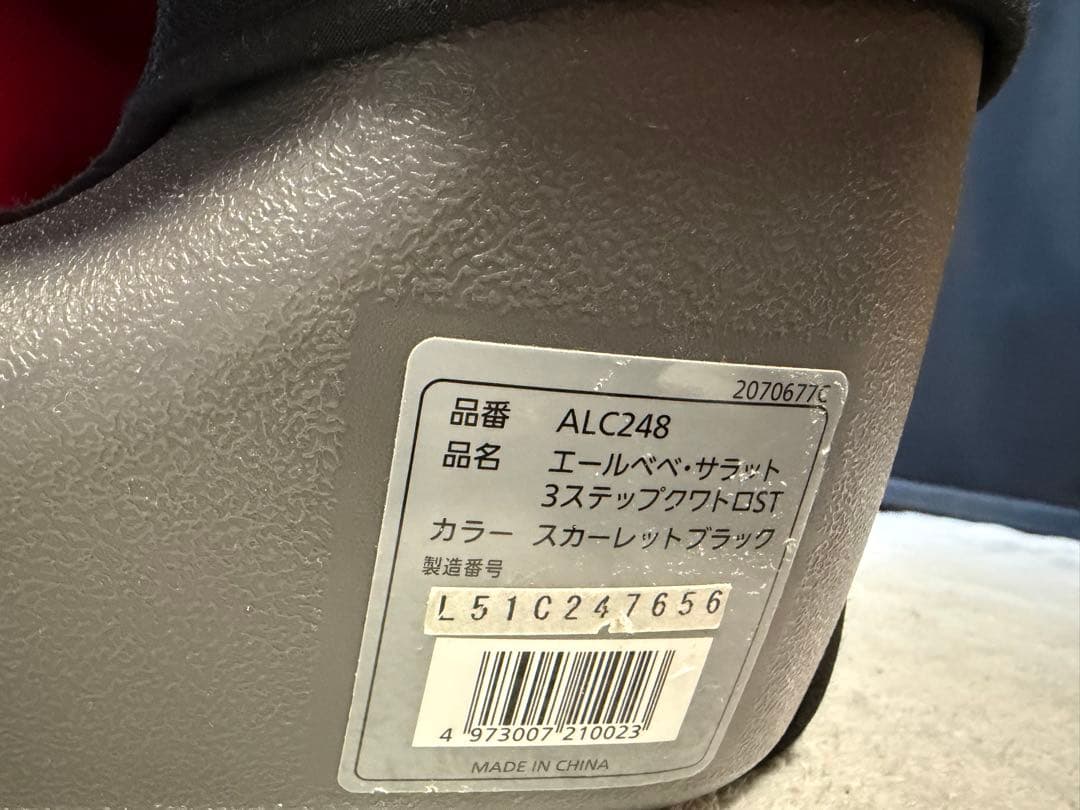 2070677C
品番 ALC248
品名 エールベベ・サラット
3ステップクワトロST
カラー スカーレットブラック
製造番号
L51C247656
4 973007 210023
MADE IN CHINA